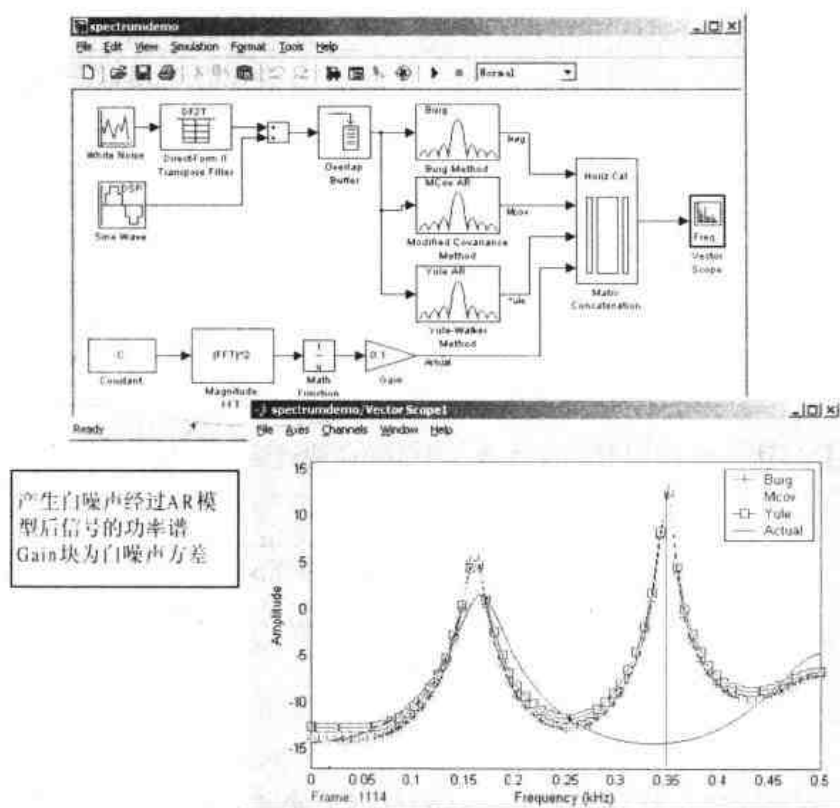 spectrumdemo
File Edit View Simulation Format Tools Help
Normal
White Noise
DF2T
Direct-Form II
Transpose Filter
DSP
Sine Wave
Overlap
Buffer
Burg
Burg
Burg Method
MCov AR
Mcov
Modified Covariance
Method
Yule AR
Yule
Yule-Walker
Method
Horiz Cat
Matrix
Concatenation
Freq
Vector
Scope
C
Constant
|FFT|^2
Magnitude
FFT
Math
Function
0.1
Gain
Actual
Ready
spectrumdemo/Vector Scope1
File Axes Channels Window Help
产生白噪声经过AR模
型后信号的功率谱
Gain块为白噪声方差
Burg
Mcov
Yule
Actual
Amplitude
15
10
5
0
-5
-10
-15
0 0.05 0.1 0.15 0.2 0.25 0.3 0.35 0.4 0.45 0.5
Frame: 1114
Frequency (kHz)